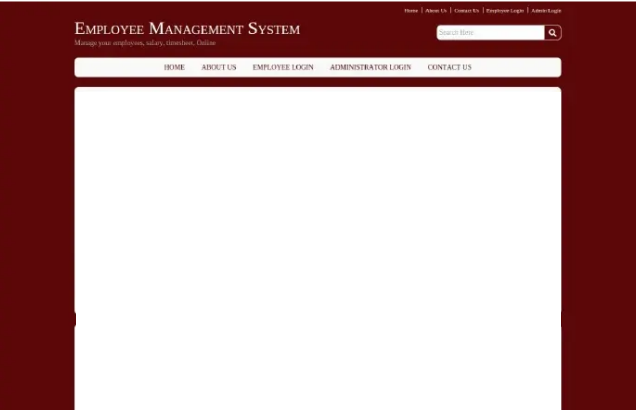 Home | About Us | Contact Us | Employee Login | Admin Login
Employee Management System
Manage your employees, salary, timesheet, Online
Search Here
HOME ABOUT US EMPLOYEE LOGIN ADMINISTRATOR LOGIN CONTACT US